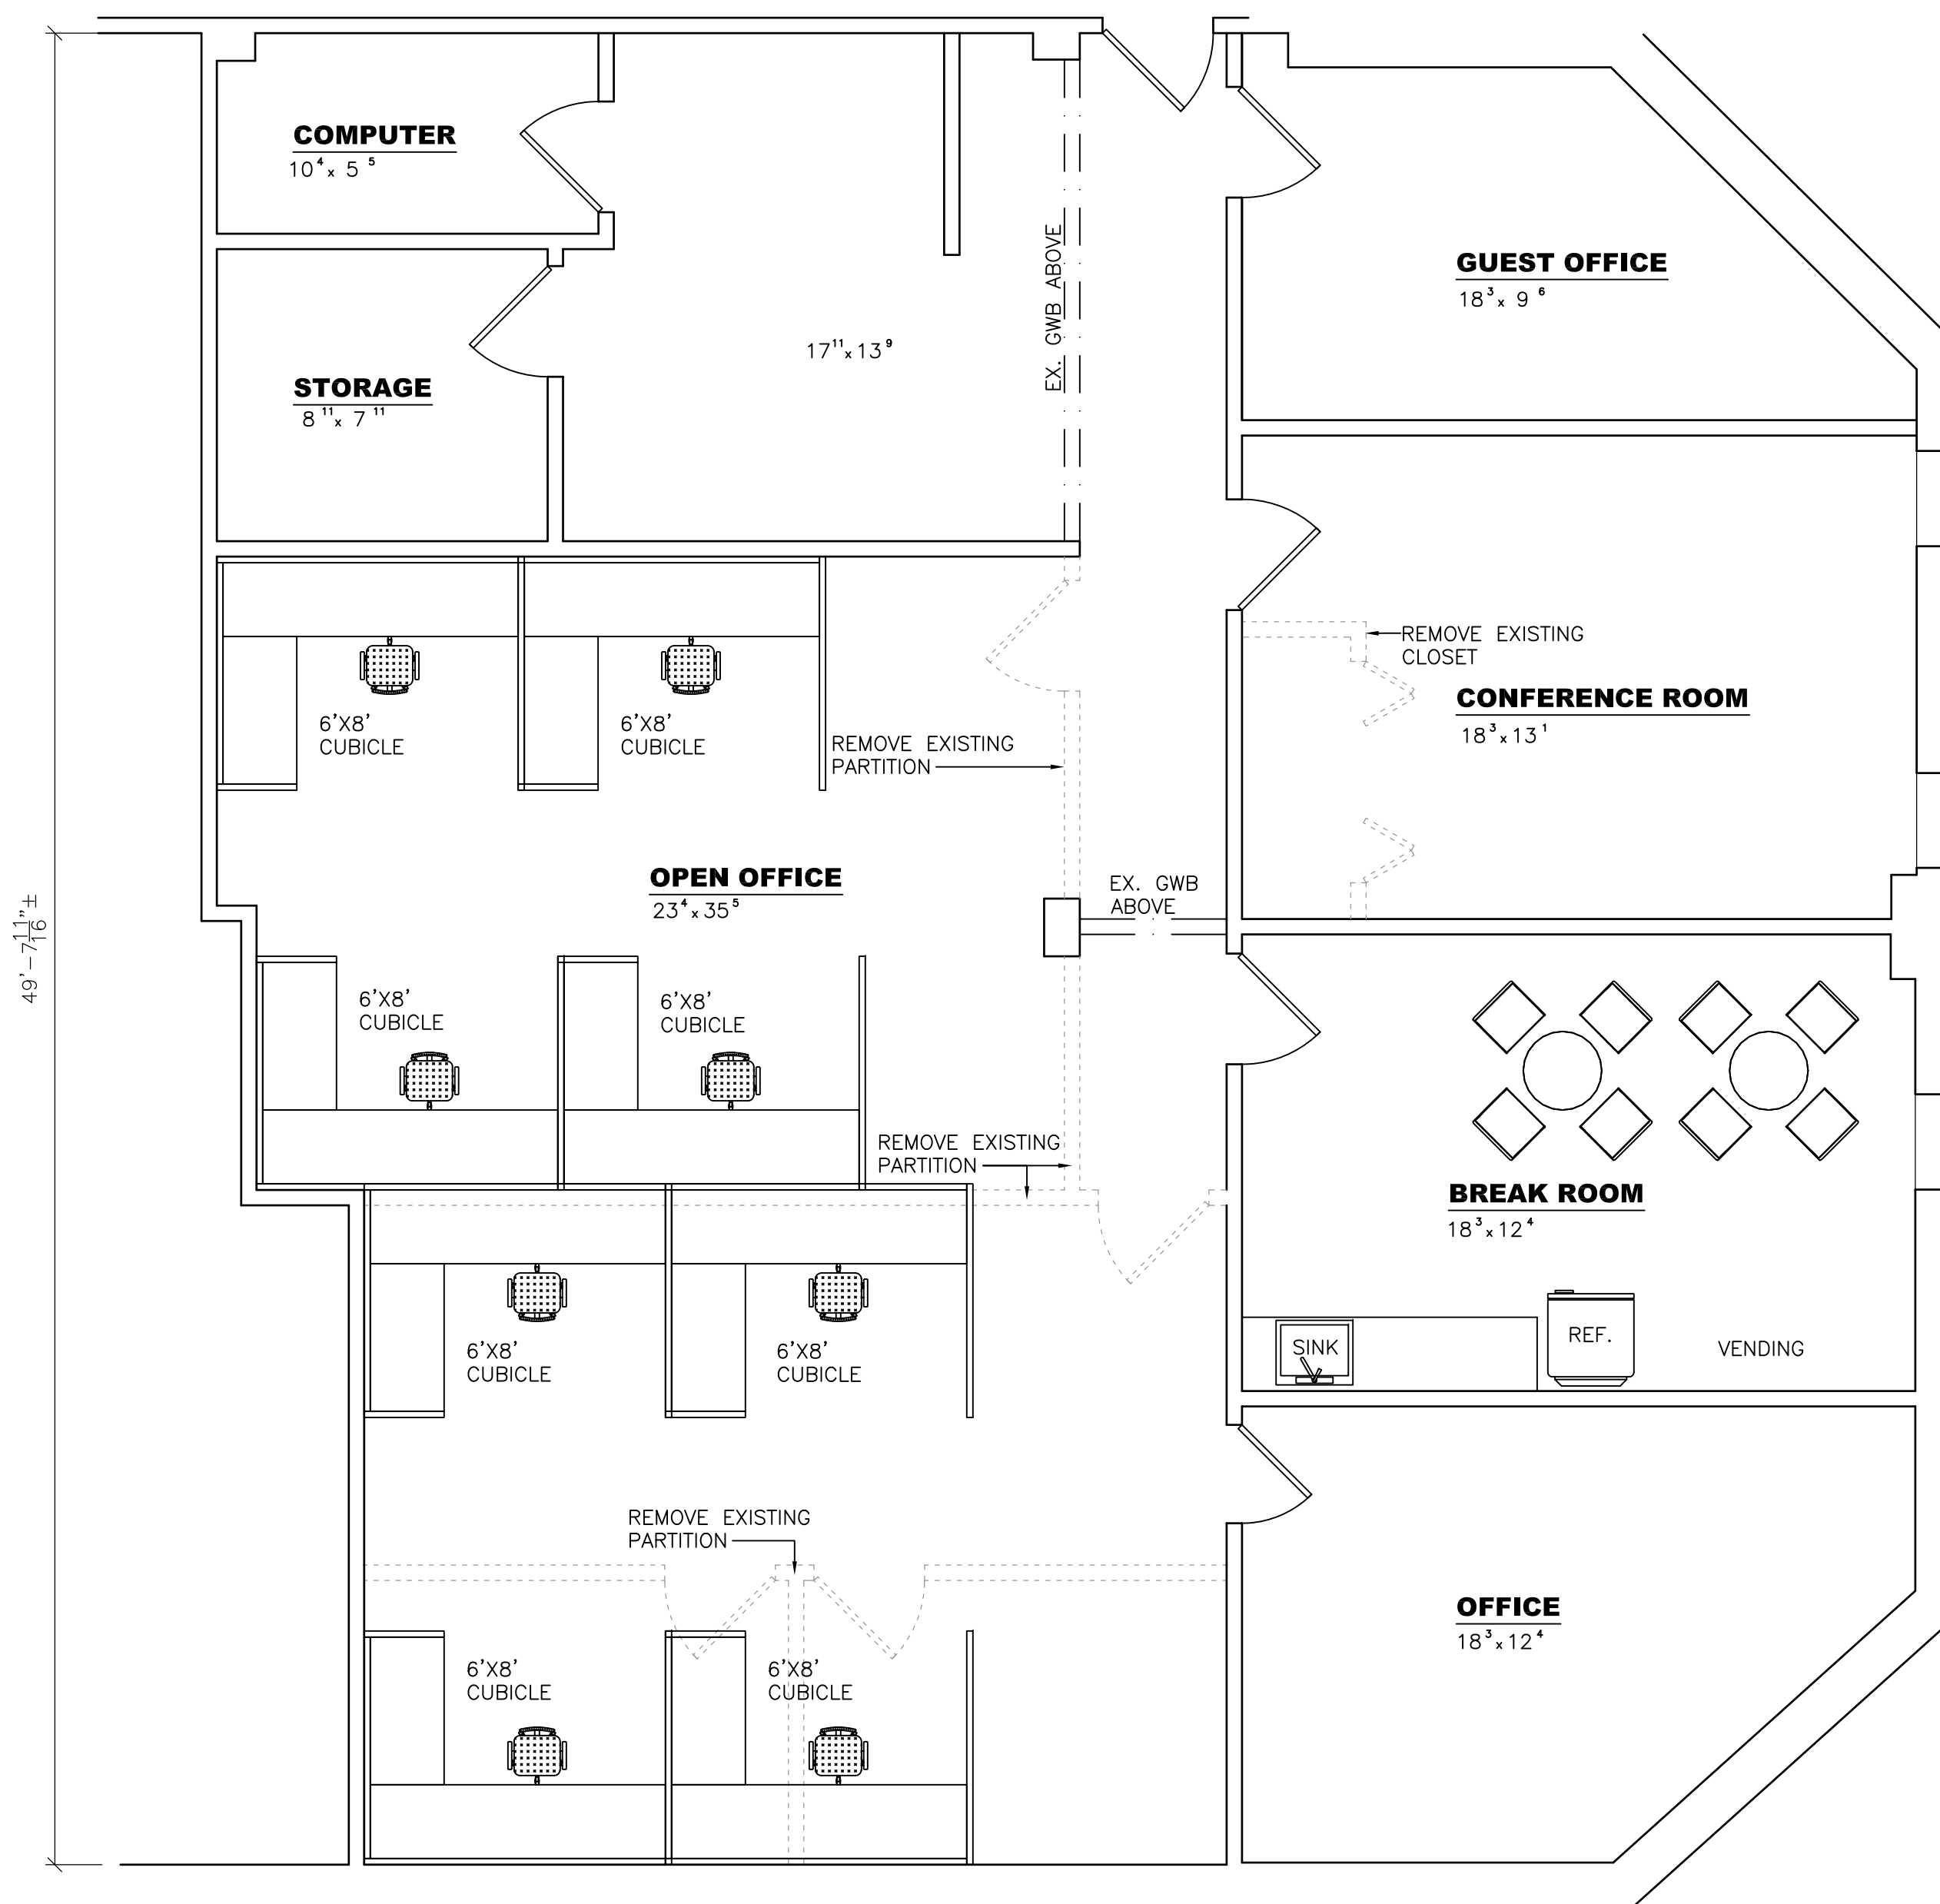 COMPUTER
10⁴ x 5⁵
GUEST OFFICE
18³ x 9⁶
EX. GWB ABOVE
17¹¹ x 13⁹
STORAGE
8¹¹ x 7¹¹
REMOVE EXISTING
CLOSET
CONFERENCE ROOM
18³ x 13¹
6'X8'
CUBICLE
6'X8'
CUBICLE
REMOVE EXISTING
PARTITION
OPEN OFFICE
23⁴ x 35⁵
EX. GWB
ABOVE
49'-7 11/16"±
6'X8'
CUBICLE
6'X8'
CUBICLE
REMOVE EXISTING
PARTITION
BREAK ROOM
18³ x 12⁴
6'X8'
CUBICLE
6'X8'
CUBICLE
SINK
REF.
VENDING
REMOVE EXISTING
PARTITION
OFFICE
18³ x 12⁴
6'X8'
CUBICLE
6'X8'
CUBICLE